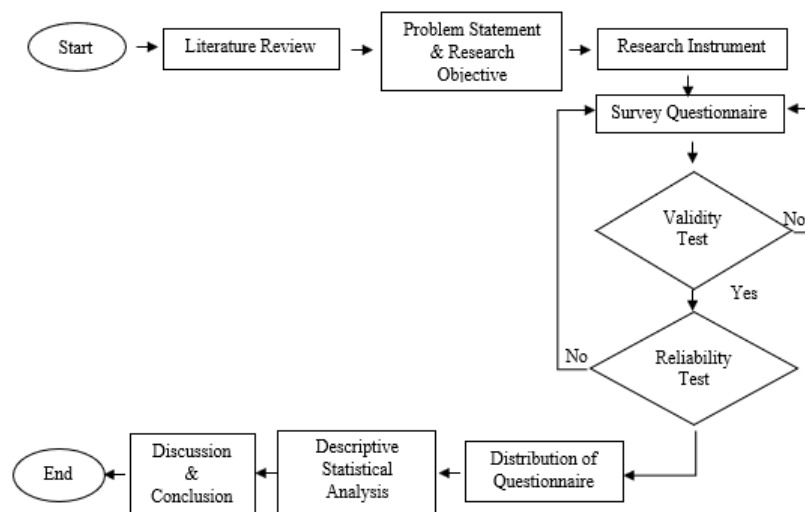 Start
Literature Review
Problem Statement
& Research
Objective
Research Instrument
Survey Questionnaire
Validity
Test
No
Yes
No
Reliability
Test
Distribution of
Questionnaire
Descriptive
Statistical
Analysis
Discussion
&
Conclusion
End